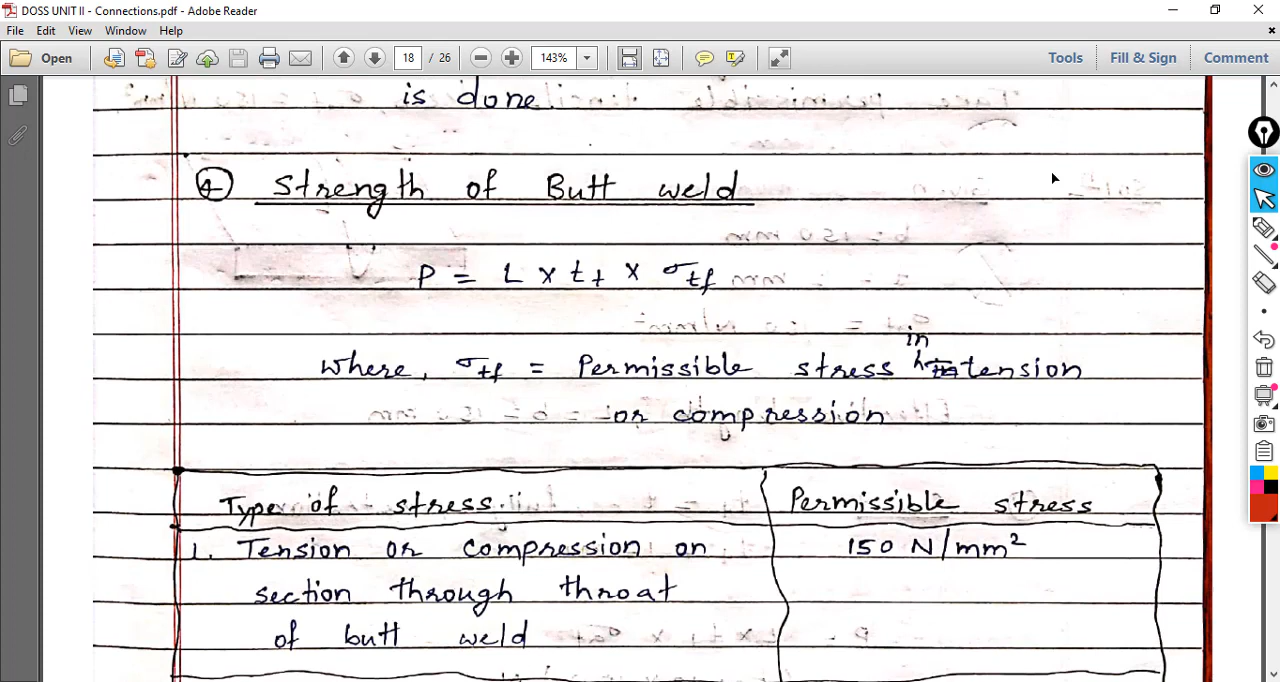 DOSS UNIT II - Connections.pdf - Adobe Reader
File Edit View Window Help
Open 18 / 26 143% Tools Fill & Sign Comment
is done.
4 Strength of Butt weld
P = L x tt x σtf
in
where, σtf = Permissible stress tension
or compression
Type of stress. Permissible stress
1. Tension or compression on 150 N/mm²
section through throat
of butt weld